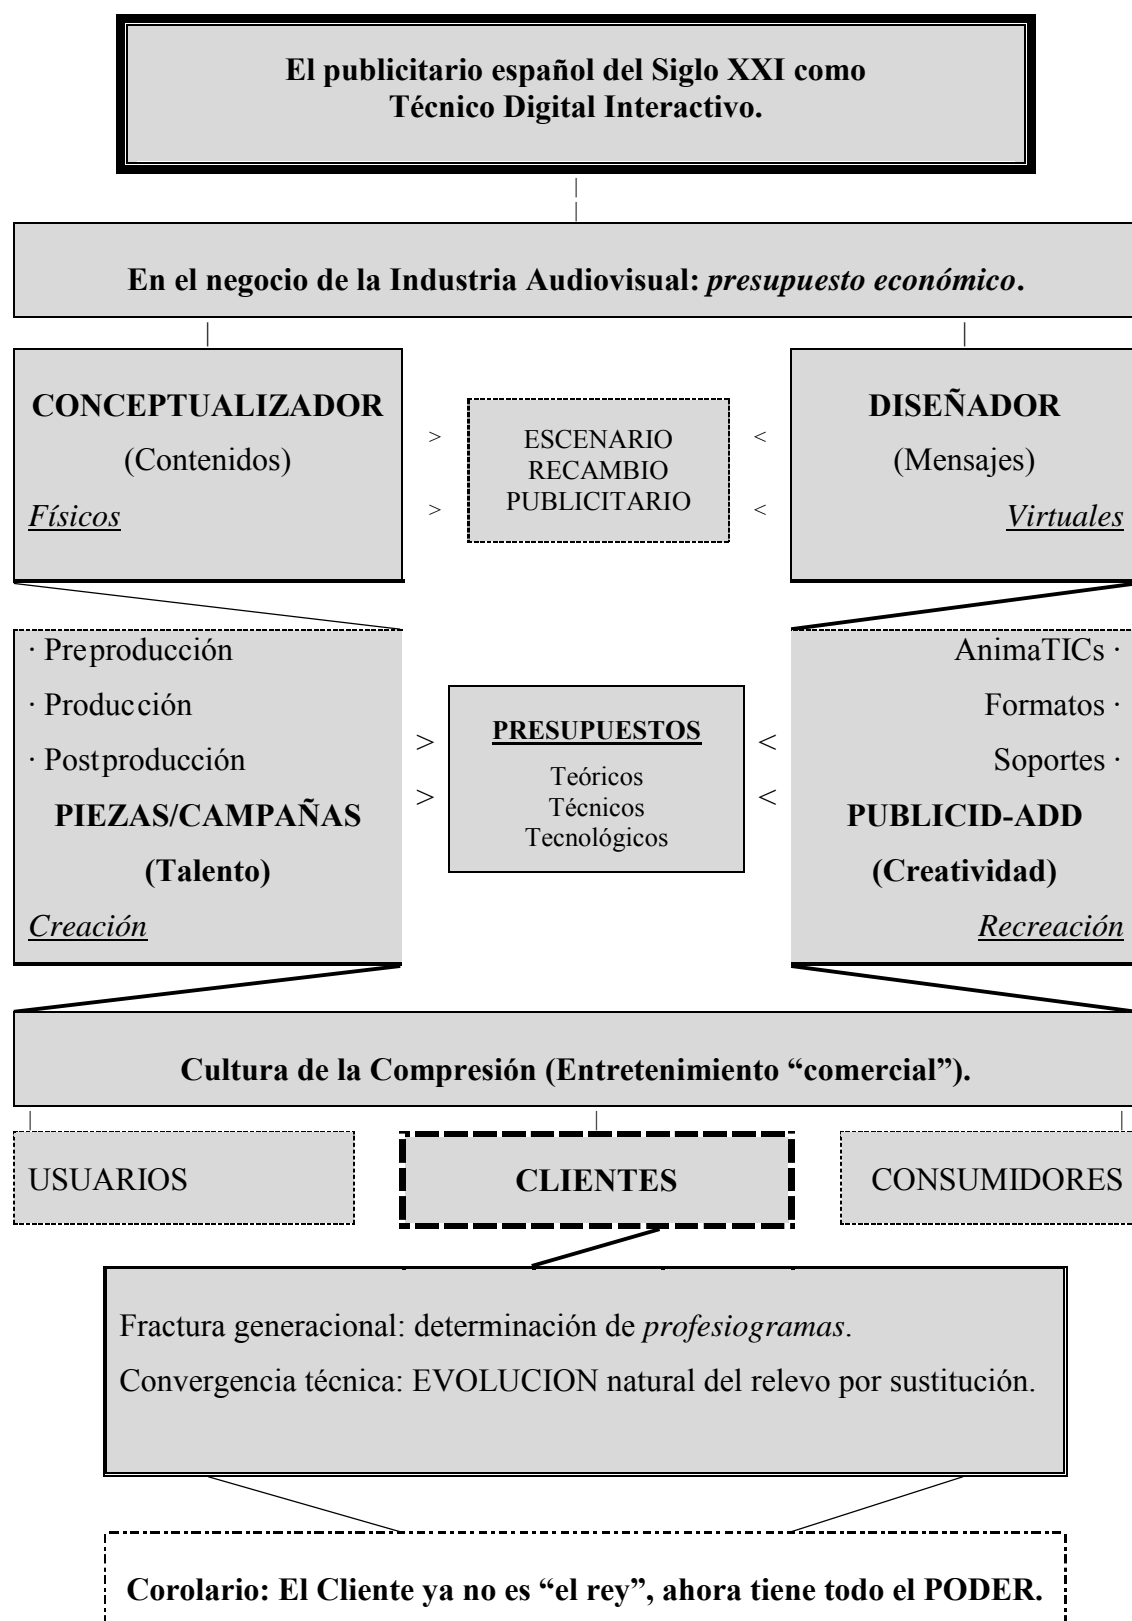 El publicitario español del Siglo XXI como
Técnico Digital Interactivo.
En el negocio de la Industria Audiovisual: presupuesto económico.
CONCEPTUALIZADOR
(Contenidos)
Físicos
>
>
ESCENARIO
RECAMBIO
PUBLICITARIO
<
<
DISEÑADOR
(Mensajes)
Virtuales
· Preproducción
· Producción
· Postproducción
PIEZAS/CAMPAÑAS
(Talento)
Creación
>
>
PRESUPUESTOS
Teóricos
Técnicos
Tecnológicos
<
<
AnimaTICs ·
Formatos ·
Soportes ·
PUBLICID-ADD
(Creatividad)
Recreación
Cultura de la Compresión (Entretenimiento “comercial”).
USUARIOS
CLIENTES
CONSUMIDORES
Fractura generacional: determinación de profesiogramas.
Convergencia técnica: EVOLUCION natural del relevo por sustitución.
Corolario: El Cliente ya no es “el rey”, ahora tiene todo el PODER.